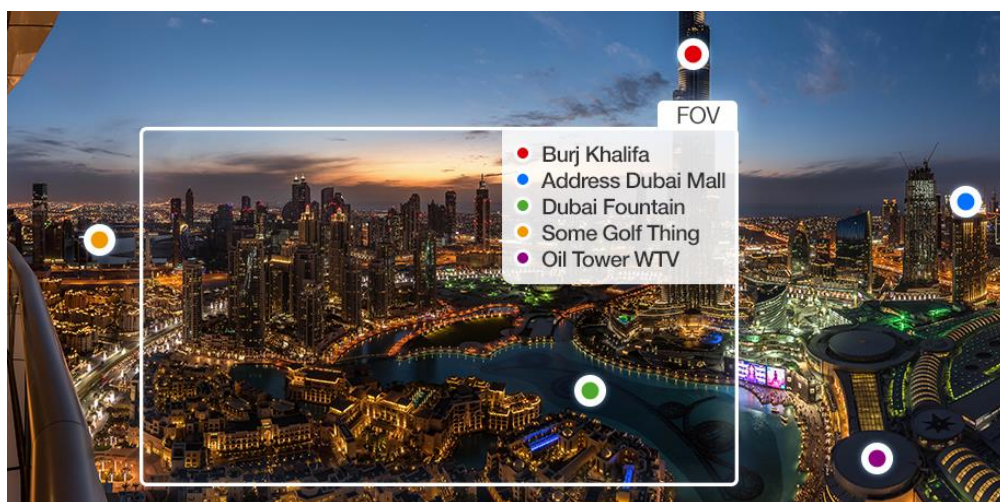 FOV
Burj Khalifa
Address Dubai Mall
Dubai Fountain
Some Golf Thing
Oil Tower WTV